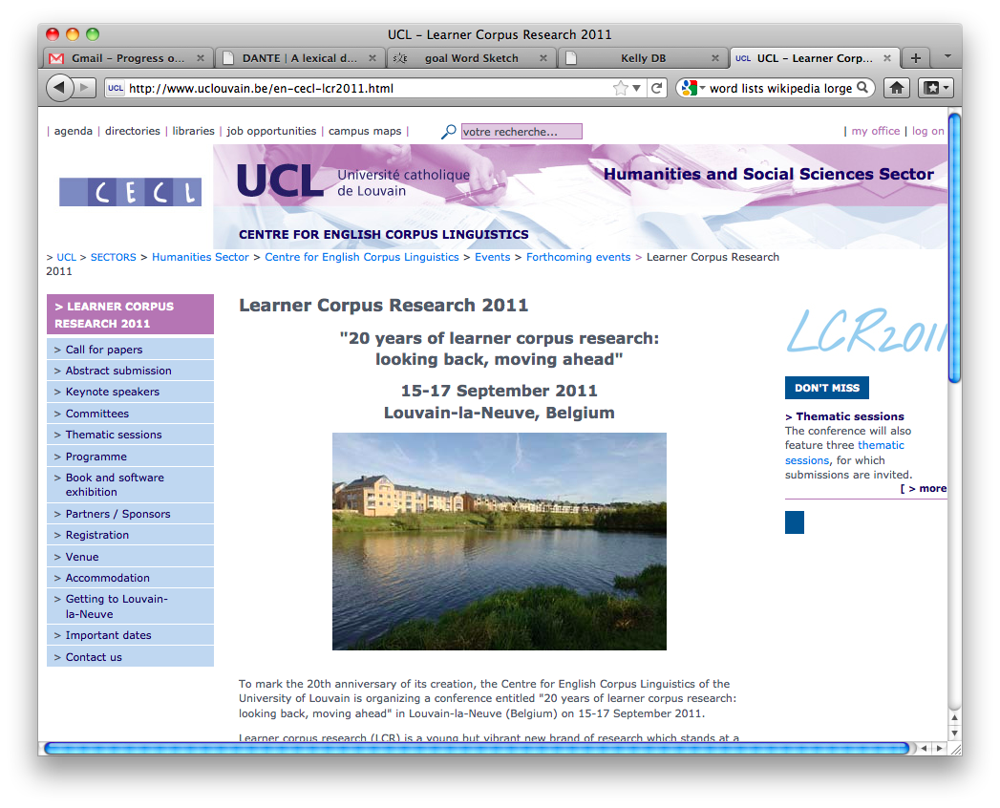 UCL – Learner Corpus Research 2011
Gmail – Progress o...
DANTE | A lexical d...
goal Word Sketch
Kelly DB
UCL UCL – Learner Corp...
UCL http://www.uclouvain.be/en-cecl-lcr2011.html
word lists wikipedia lorge
| agenda | directories | libraries | job opportunities | campus maps |
votre recherche...
| my office | log on
CECL
UCL Université catholique
de Louvain
Humanities and Social Sciences Sector
CENTRE FOR ENGLISH CORPUS LINGUISTICS
> UCL > SECTORS > Humanities Sector > Centre for English Corpus Linguistics > Events > Forthcoming events > Learner Corpus Research
2011
> LEARNER CORPUS
RESEARCH 2011
> Call for papers
> Abstract submission
> Keynote speakers
> Committees
> Thematic sessions
> Programme
> Book and software
exhibition
> Partners / Sponsors
> Registration
> Venue
> Accommodation
> Getting to Louvain-
la-Neuve
> Important dates
> Contact us
Learner Corpus Research 2011
"20 years of learner corpus research:
looking back, moving ahead"
15-17 September 2011
Louvain-la-Neuve, Belgium
To mark the 20th anniversary of its creation, the Centre for English Corpus Linguistics of the
University of Louvain is organizing a conference entitled "20 years of learner corpus research:
looking back, moving ahead" in Louvain-la-Neuve (Belgium) on 15-17 September 2011.
Learner corpus research (LCR) is a young but vibrant new brand of research which stands at a
LCR2011
DON'T MISS
> Thematic sessions
The conference will also
feature three thematic
sessions, for which
submissions are invited.
[ > more